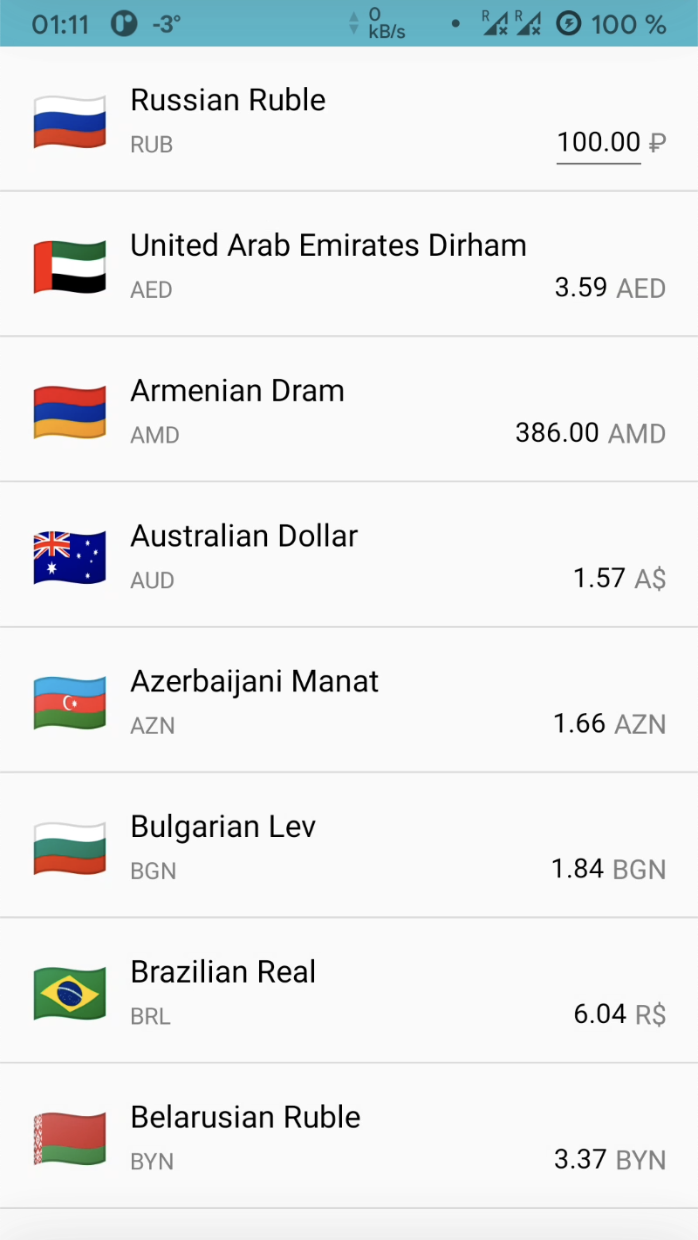 01:11 -3° 0 kB/s R R 100 %
Russian Ruble
RUB
100.00 ₽
United Arab Emirates Dirham
AED
3.59 AED
Armenian Dram
AMD
386.00 AMD
Australian Dollar
AUD
1.57 A$
Azerbaijani Manat
AZN
1.66 AZN
Bulgarian Lev
BGN
1.84 BGN
Brazilian Real
BRL
6.04 R$
Belarusian Ruble
BYN
3.37 BYN